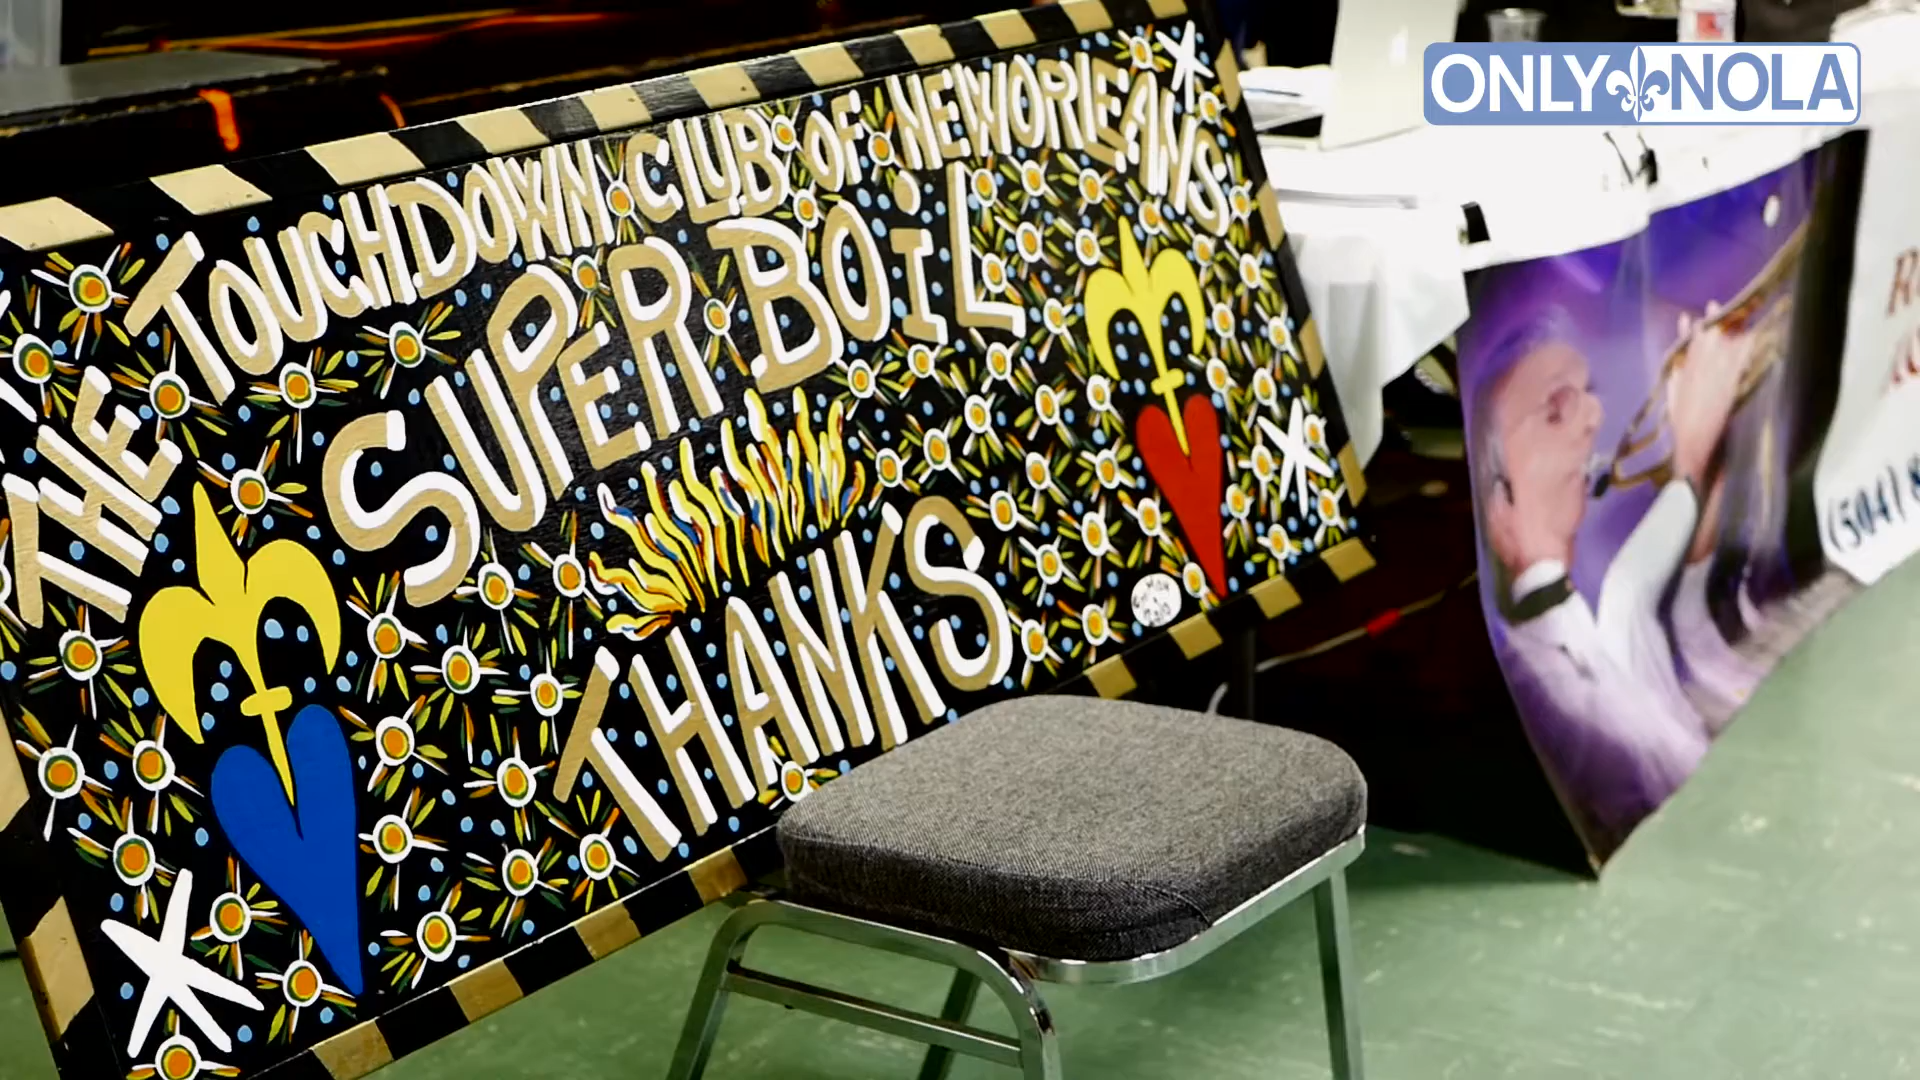 ONLY NOLA
THE TOUCHDOWN CLUB OF NEW ORLEANS
SUPER BOIL
THANKS
(504)